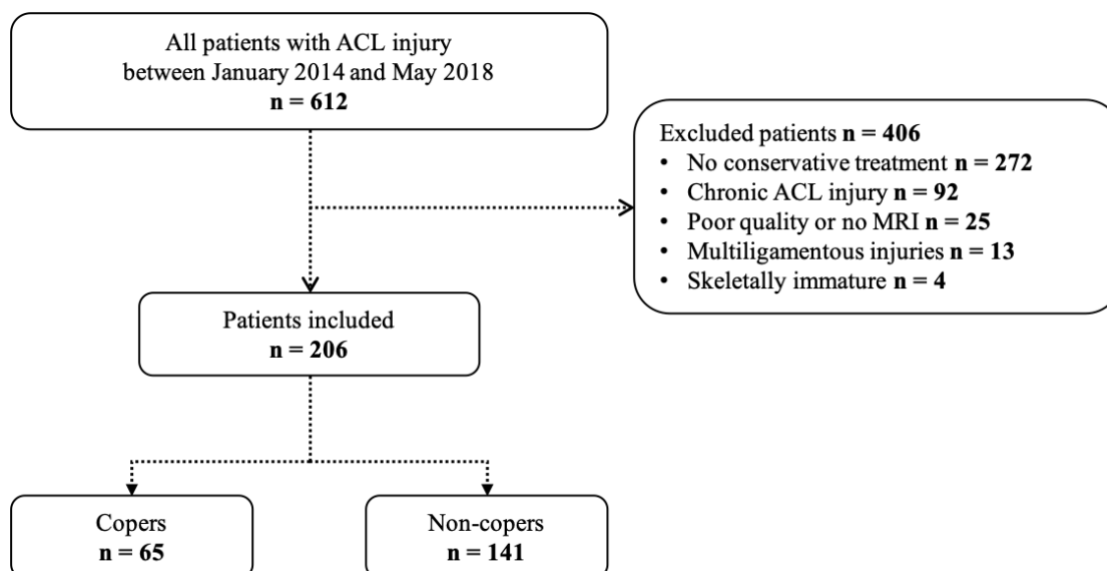 All patients with ACL injury
between January 2014 and May 2018
n = 612
Excluded patients n = 406
• No conservative treatment n = 272
• Chronic ACL injury n = 92
• Poor quality or no MRI n = 25
• Multiligamentous injuries n = 13
• Skeletally immature n = 4
Patients included
n = 206
Copers
n = 65
Non-copers
n = 141